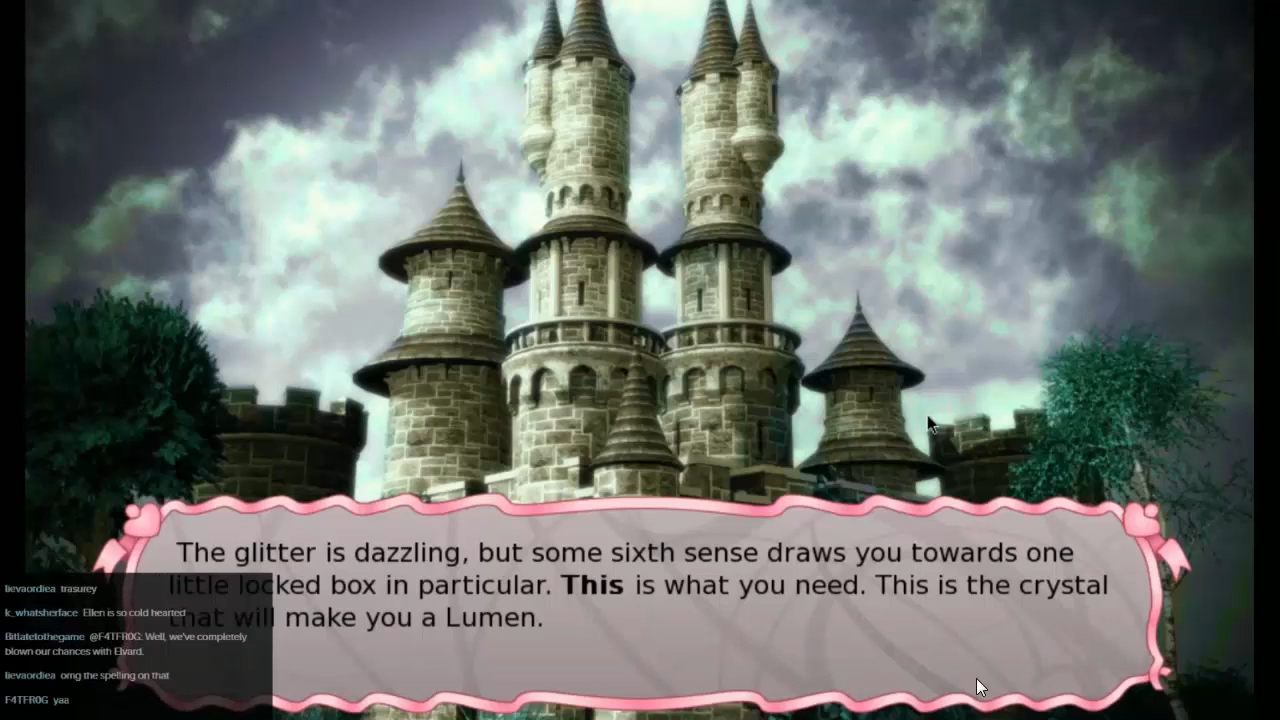 The glitter is dazzling, but some sixth sense draws you towards one
little locked box in particular. This is what you need. This is the crystal
that will make you a Lumen.
lievaordiea trasurey
k_whatsherface Ellen is so cold hearted
Bitlatetothegame @F4TFR0G: Well, we've completely
blown our chances with Elvard.
lievaordiea omg the spelling on that
F4TFR0G yaa